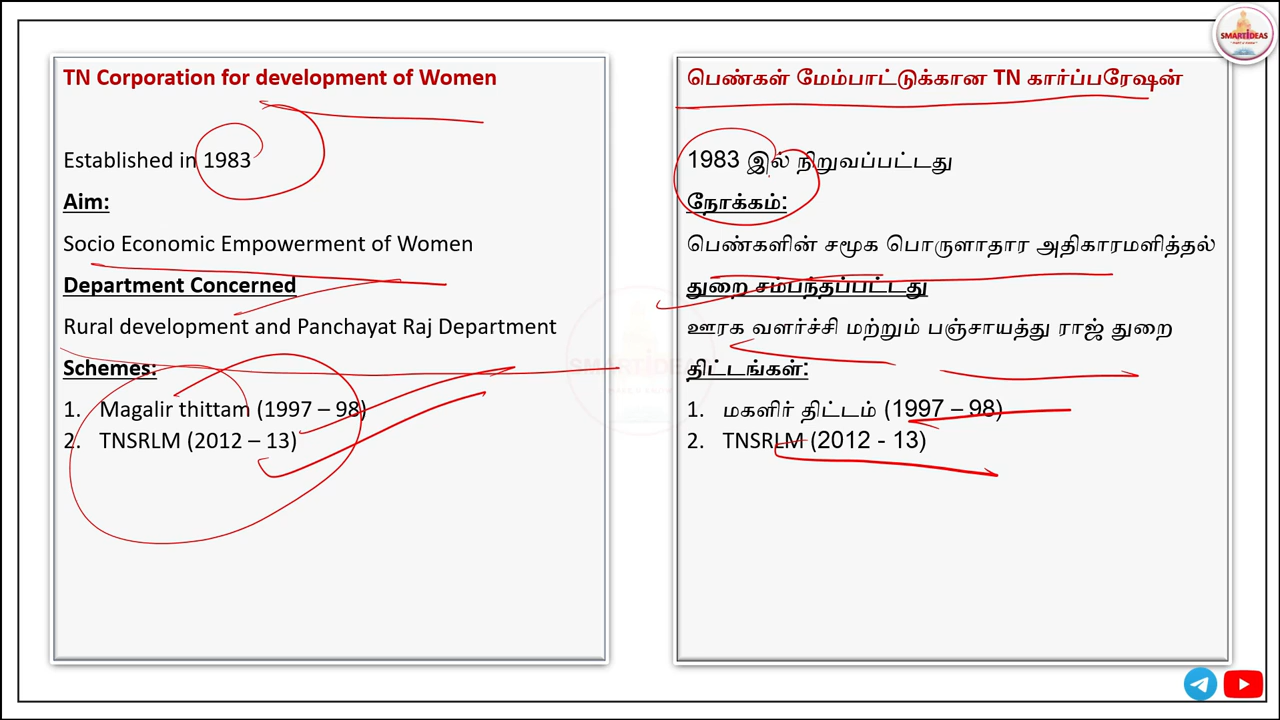 SMARTIDEAS
TN Corporation for development of Women
Established in 1983
Aim:
Socio Economic Empowerment of Women
Department Concerned
Rural development and Panchayat Raj Department
Schemes:
1. Magalir thittam (1997 – 98)
2. TNSRLM (2012 – 13)
பெண்கள் மேம்பாட்டுக்கான TN கார்ப்பரேஷன்
1983 இல் நிறுவப்பட்டது
நோக்கம்:
பெண்களின் சமூக பொருளாதார அதிகாரமளித்தல்
துறை சம்பந்தப்பட்டது
ஊரக வளர்ச்சி மற்றும் பஞ்சாயத்து ராஜ் துறை
திட்டங்கள்:
1. மகளிர் திட்டம் (1997 – 98)
2. TNSRLM (2012 - 13)